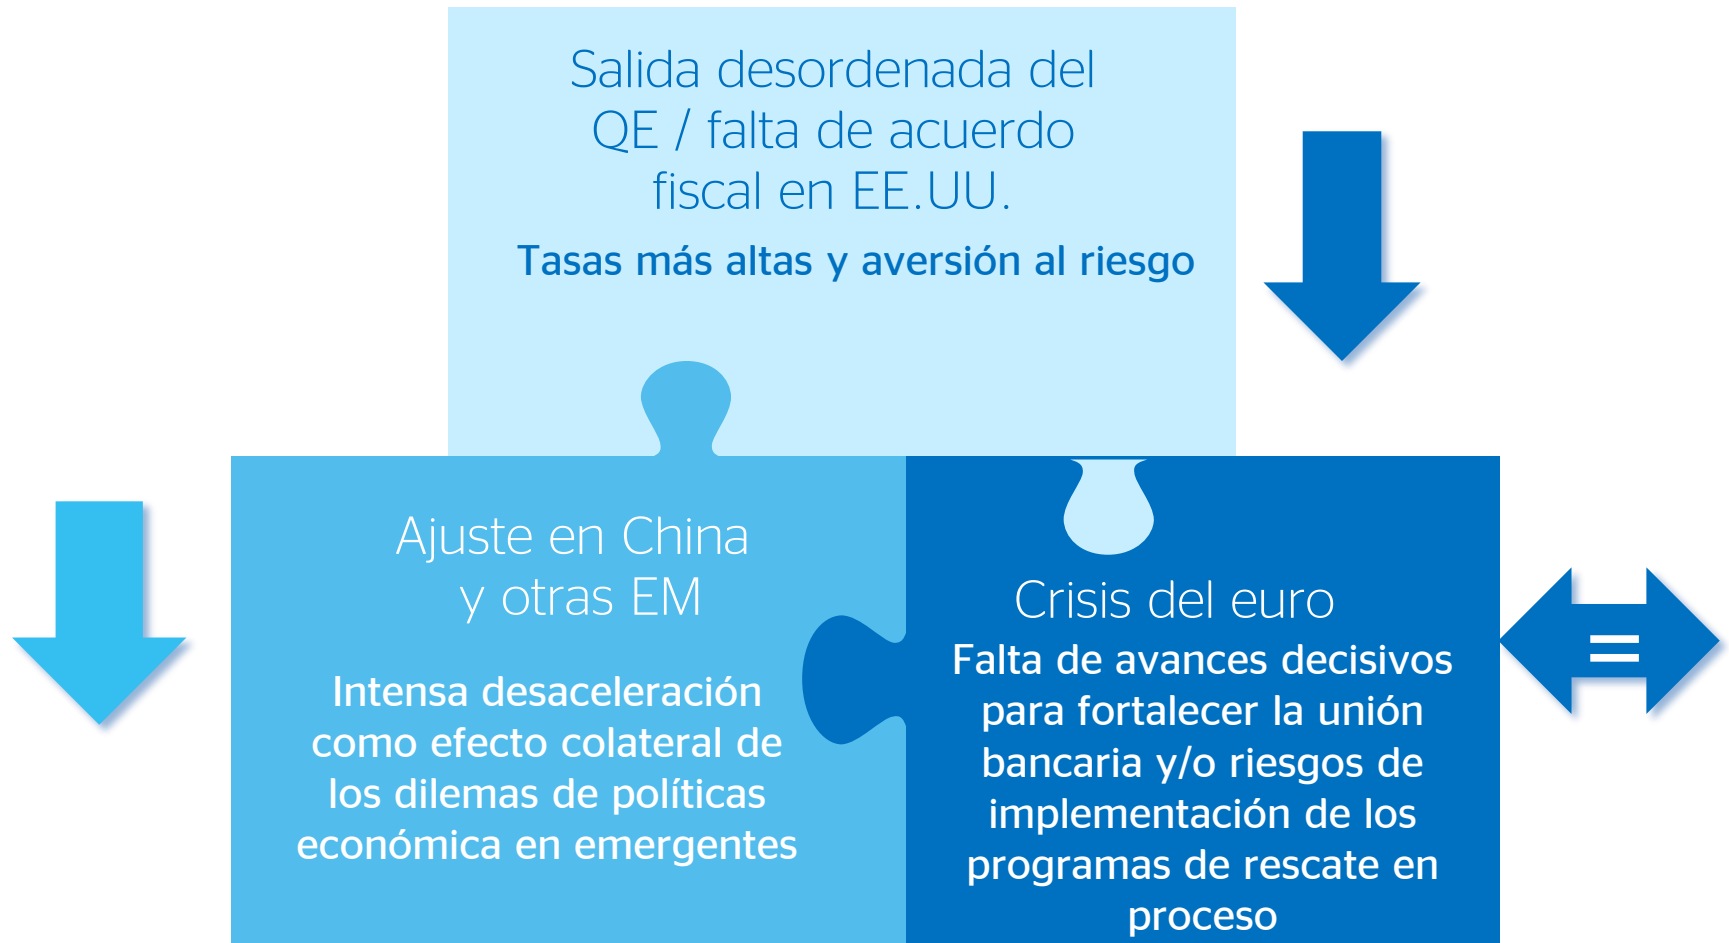 Salida desordenada del
QE / falta de acuerdo
fiscal en EE.UU.
Tasas más altas y aversión al riesgo
Ajuste en China
y otras EM
Intensa desaceleración
como efecto colateral de
los dilemas de políticas
económica en emergentes
Crisis del euro
Falta de avances decisivos
para fortalecer la unión
bancaria y/o riesgos de
implementación de los
programas de rescate en
proceso
=